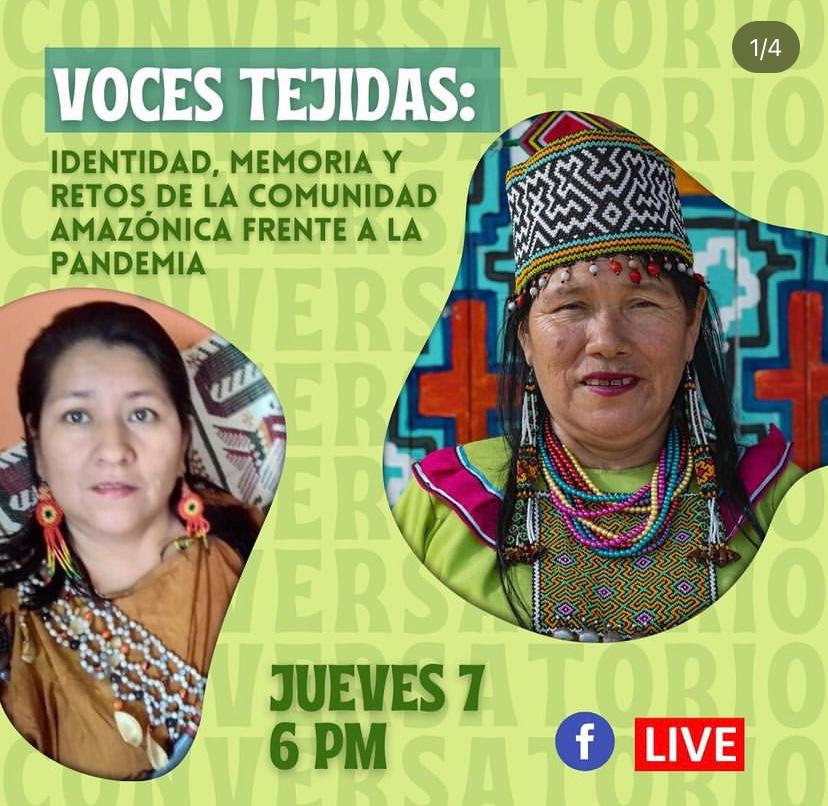 1/4
VOCES TEJIDAS:
IDENTIDAD, MEMORIA Y
RETOS DE LA COMUNIDAD
AMAZÓNICA FRENTE A LA
PANDEMIA
JUEVES 7
6 PM
f LIVE
CONVERSATORIO